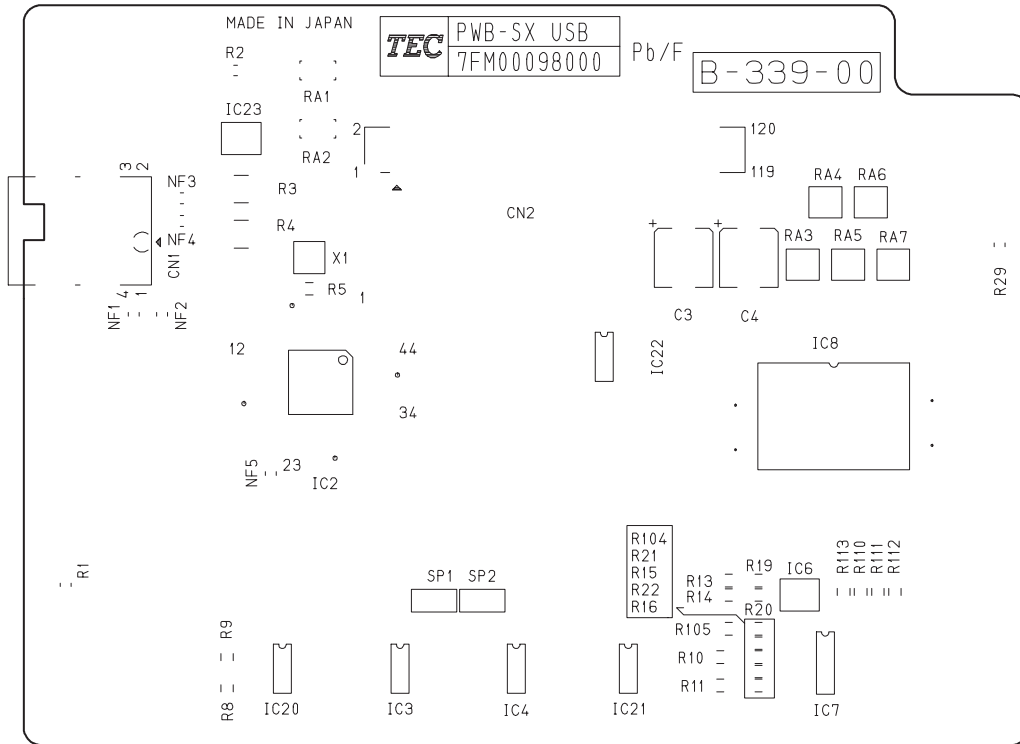 MADE IN JAPAN
TEC
PWB-SX USB
7FM00098000
Pb/F
B-339-00
R2
RA1
IC23
RA2
2
1
120
119
3
2
NF3
R3
RA4
RA6
CN2
R4
NF4
CN1
X1
+
+
RA3
RA5
RA7
R29
4
1
R5
1
NF1
NF2
C3
C4
12
44
IC22
IC8
34
NF5
23
IC2
R104
R21
R15
R22
R16
R1
SP1
SP2
R13
R14
R19
IC6
R113
R110
R111
R112
R20
R105
R9
R10
R11
R8
IC20
IC3
IC4
IC21
IC7